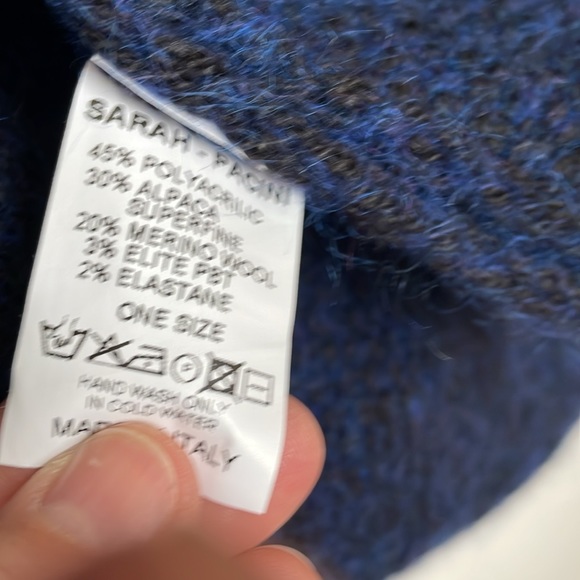 SARAH - PACINI
45% POLYACRILIC
30% ALPACA
SUPERFINE
20% MERINO WOOL
3% ELITE PBT
2% ELASTANE
ONE SIZE
HAND WASH ONLY
IN COLD WATER
ITALY